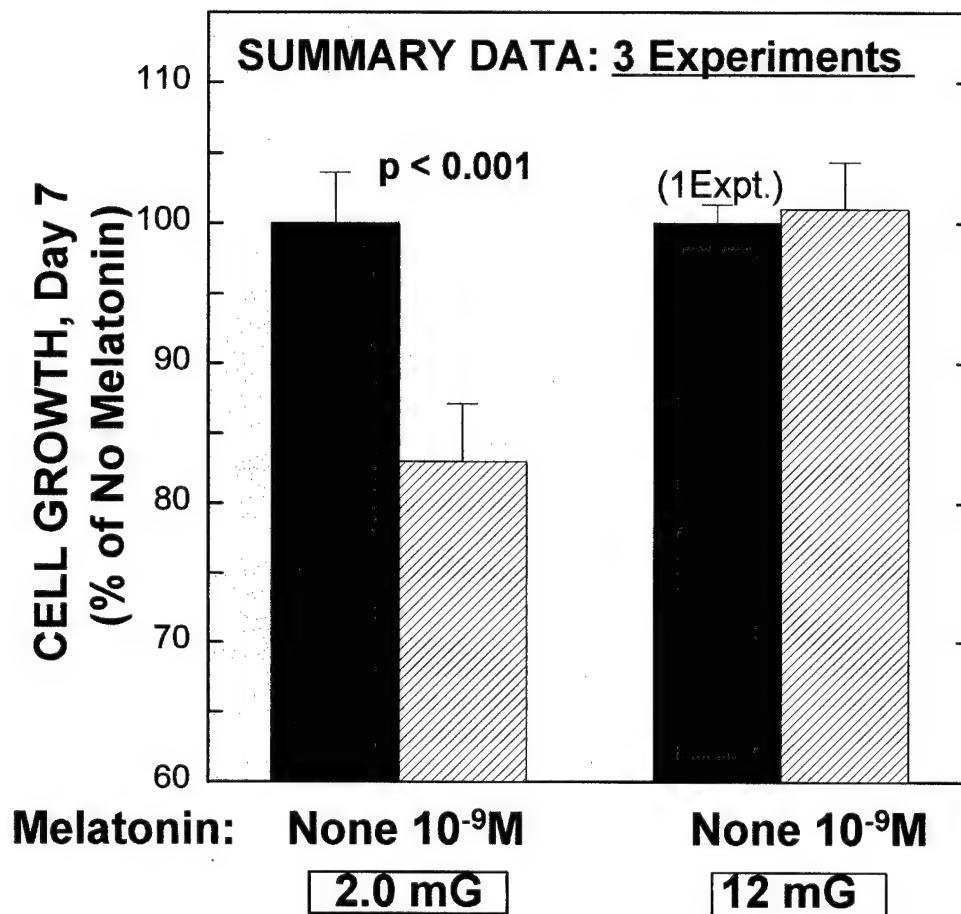 SUMMARY DATA: 3 Experiments
110
p < 0.001
(1Expt.)
100
90
80
70
60
CELL GROWTH, Day 7
(% of No Melatonin)
Melatonin: None 10⁻⁹M None 10⁻⁹M
2.0 mG 12 mG